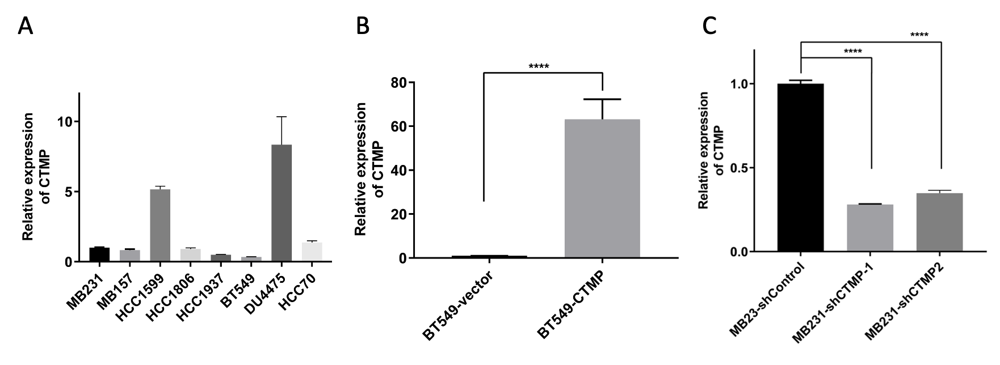 A
Relative expression
of CTMP
10
5
0
MB231
MB157
HCC1599
HCC1806
HCC1937
BT549
DU4475
HCC70
B
****
Relative expression
of CTMP
80
60
40
20
0
BT549-vector
BT549-CTMP
C
****
****
Relative expression
of CTMP
1.0
0.5
0.0
MB23-shControl
MB231-shCTMP-1
MB231-shCTMP2